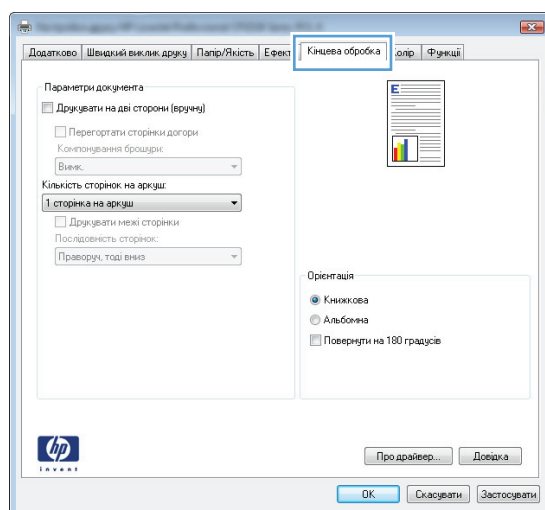 Додатково
Швидкий виклик друку
Папір/Якість
Ефект
Кінцева обробка
олір
Функції
Параметри документа
Друкувати на дві сторони (вручну)
Перегортати сторінки догори
Компонування брошури:
Вимк.
Кількість сторінок на аркуш:
1 сторінка на аркуш
Друкувати межі сторінки
Послідовність сторінок:
Праворуч, тоді вниз
E
Орієнтація
Книжкова
Альбомна
Повернути на 180 градусів
hp
invent
Про драйвер...
Довідка
OK
Скасувати
Застосувати